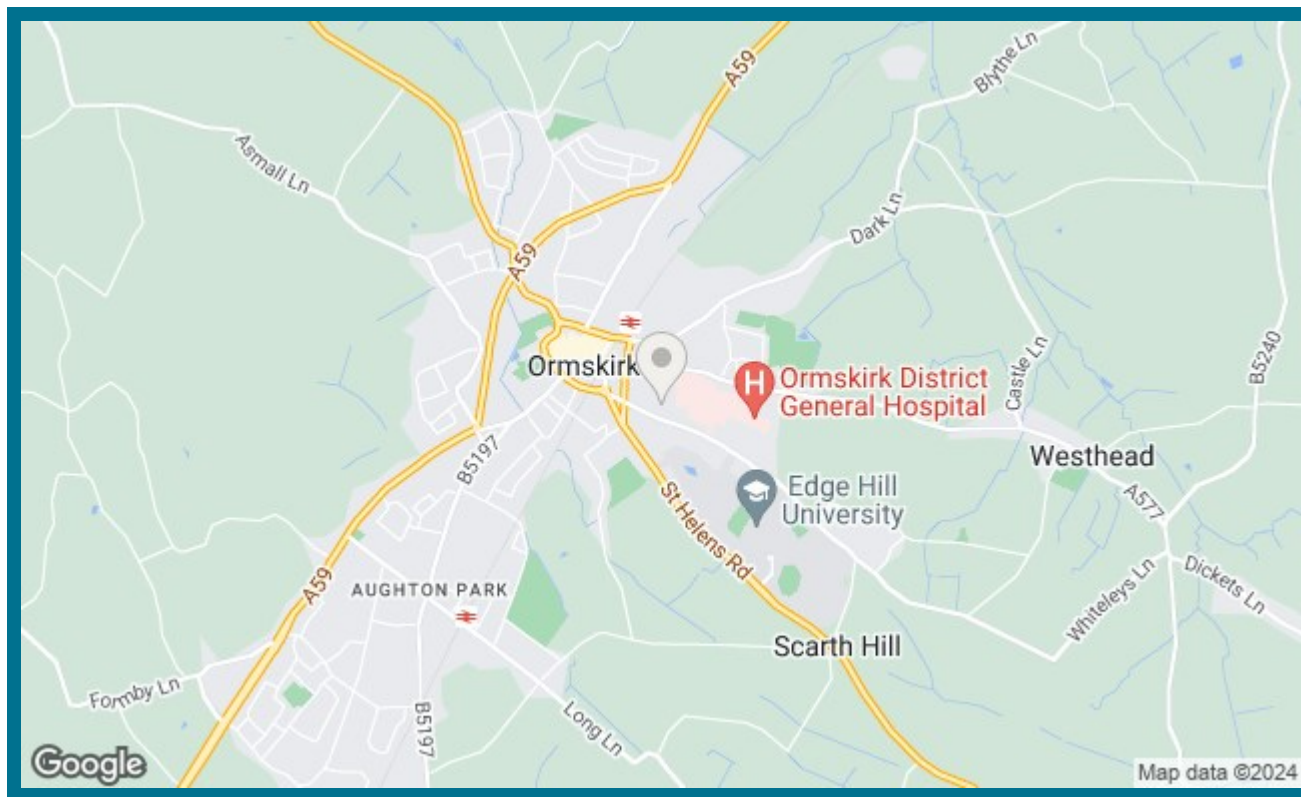 A59
Blythe Ln
Asmall Ln
Dark Ln
A59
Ormskirk
H
Ormskirk District
General Hospital
Castle Ln
B5240
B5197
Westhead
Edge Hill
University
St Helens Rd
A577
A59
AUGHTON PARK
Dickets Ln
Whiteleys Ln
Scarth Hill
Formby Ln
B5197
Long Ln
Google
Map data ©2024